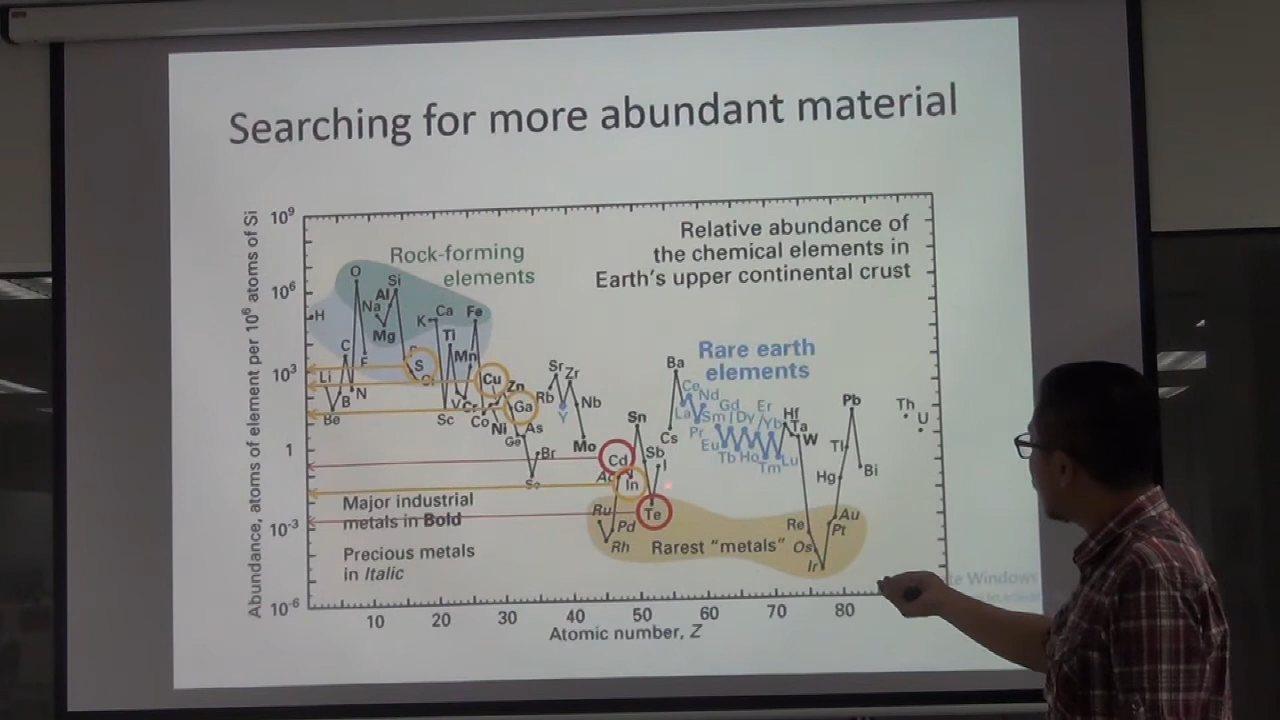 Searching for more abundant material
Abundance, atoms of element per 10⁶ atoms of Si
10⁹
10⁶
10³
1
10⁻³
10⁻⁶
Rock-forming
elements
Relative abundance of
the chemical elements in
Earth's upper continental crust
Rare earth
elements
Major industrial
metals in Bold
Precious metals
in Italic
Rarest "metals"
H
Li
Be
B
C
N
O
F
Na
Mg
Al
Si
S
K
Ca
Sc
Ti
V
Cr
Mn
Fe
Co
Ni
Cu
Zn
Ga
Ge
As
Se
Br
Rb
Sr
Y
Zr
Nb
Mo
Ru
Rh
Pd
Cd
In
Sn
Sb
Te
I
Cs
Ba
La
Ce
Pr
Nd
Sm
Eu
Gd
Tb
Dy
Ho
Er
Tm
Yb
Lu
Hf
Ta
W
Re
Os
Ir
Pt
Au
Hg
Tl
Pb
Bi
Th
U
10 20 30 40 50 60 70 80
Atomic number, Z
Windows